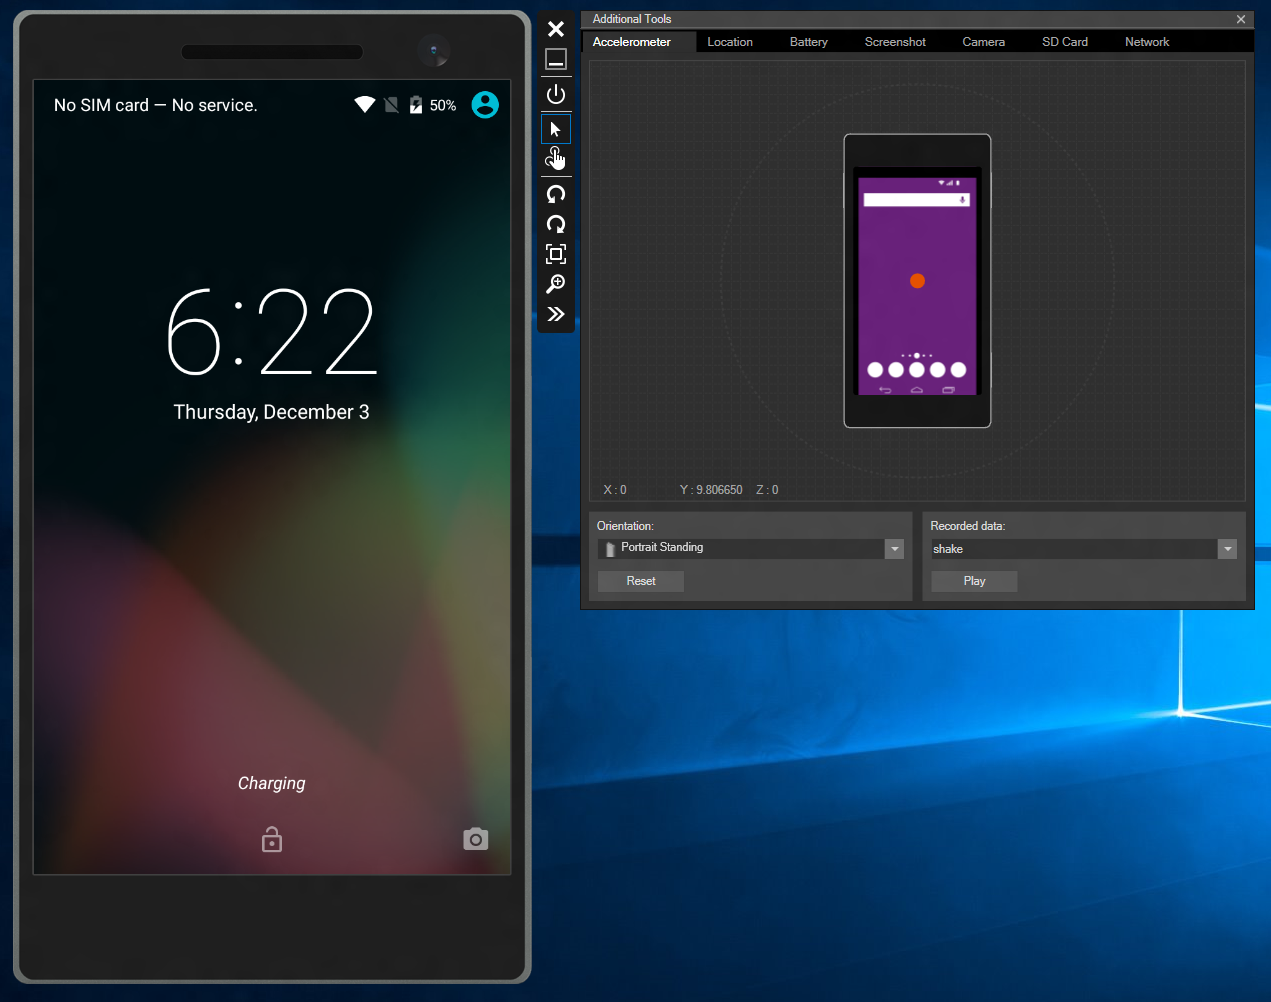 No SIM card — No service.
50%
6:22
Thursday, December 3
Charging
Additional Tools
Accelerometer
Location
Battery
Screenshot
Camera
SD Card
Network
X : 0
Y : 9.806650
Z : 0
Orientation:
Portrait Standing
Reset
Recorded data:
shake
Play